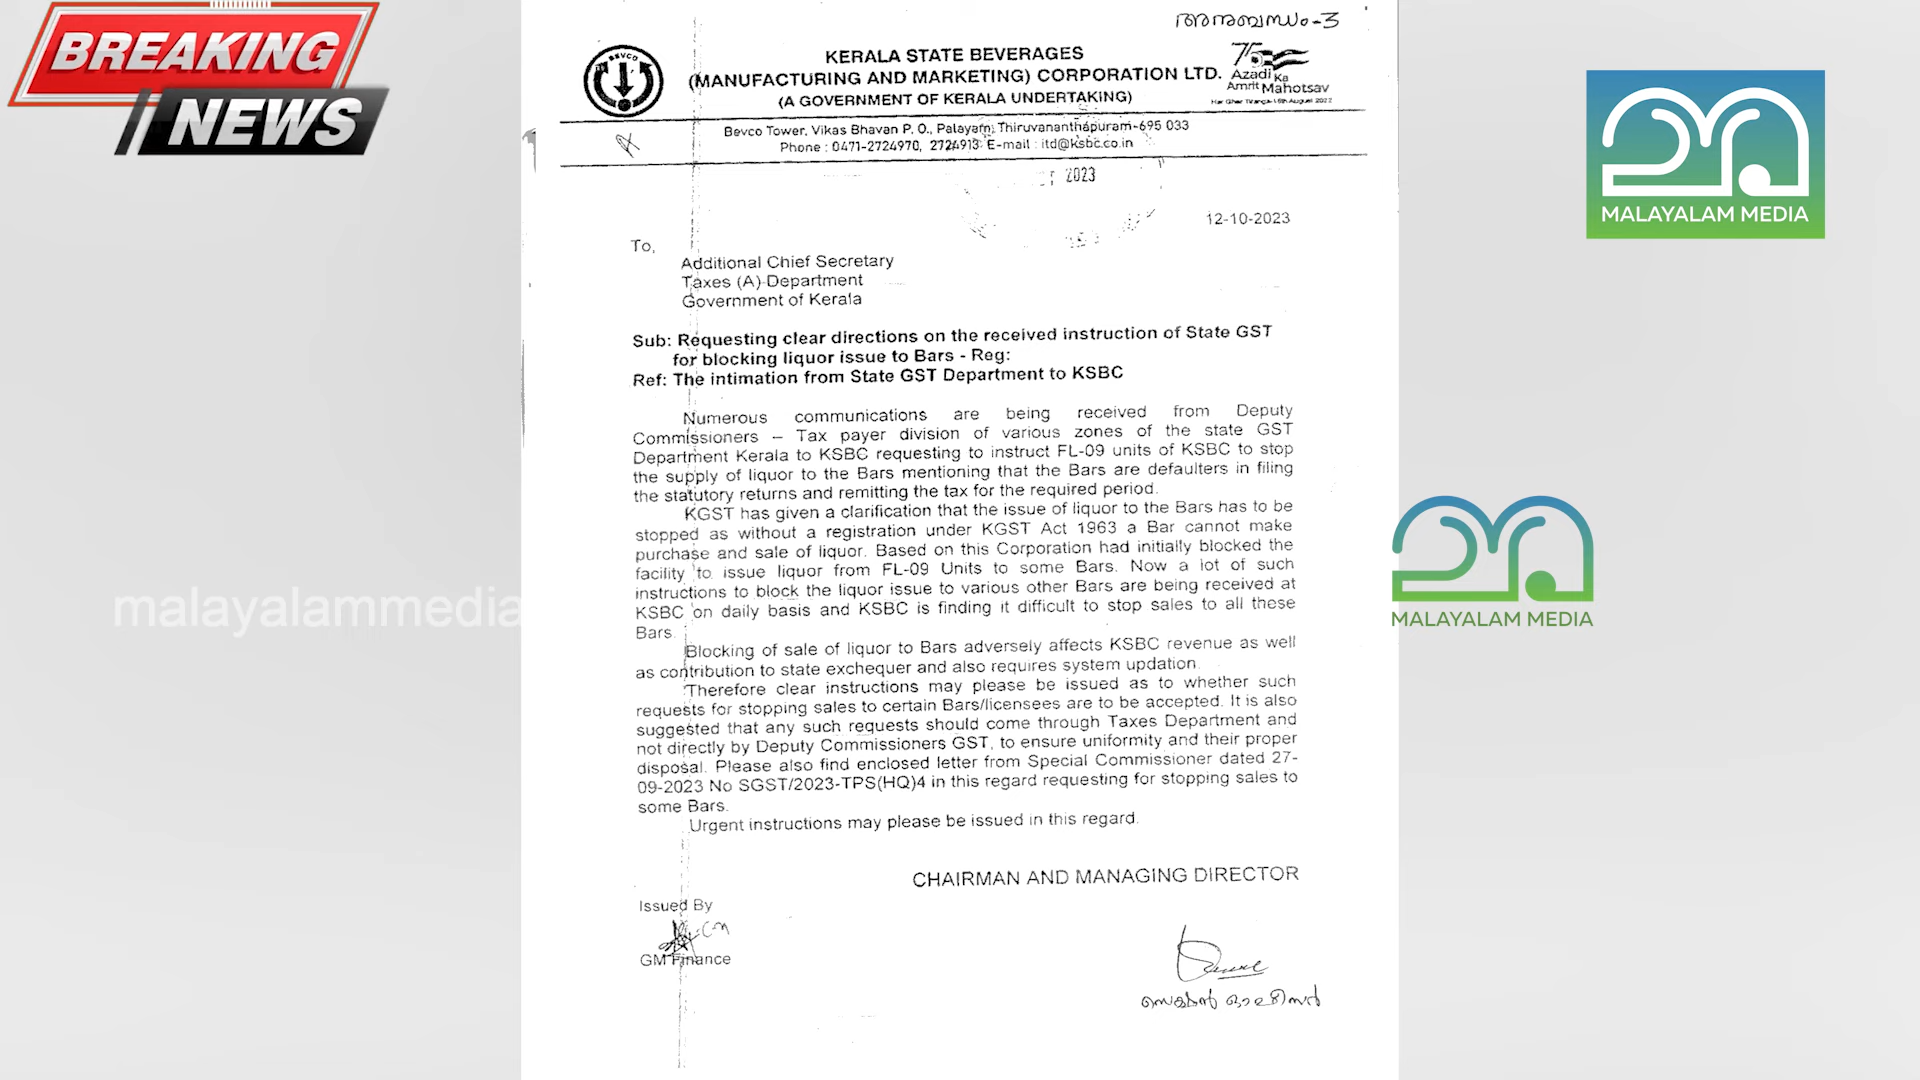 BREAKING
NEWS
അനുബന്ധം-3
BEVCO
KERALA STATE BEVERAGES
(MANUFACTURING AND MARKETING) CORPORATION LTD.
(A GOVERNMENT OF KERALA UNDERTAKING)
75
Azadi Ka
Amrit Mahotsav
Har Ghar Tiranga-15th August 2022
Bevco Tower, Vikas Bhavan P. O., Palayam, Thiruvananthapuram-695 033
Phone : 0471-2724970, 2724913 E-mail : itd@ksbc.co.in
2023
12-10-2023
To,
Additional Chief Secretary
Taxes (A) Department
Government of Kerala
Sub: Requesting clear directions on the received instruction of State GST
for blocking liquor issue to Bars - Reg:
Ref: The intimation from State GST Department to KSBC
Numerous communications are being received from Deputy
Commissioners – Tax payer division of various zones of the state GST
Department Kerala to KSBC requesting to instruct FL-09 units of KSBC to stop
the supply of liquor to the Bars mentioning that the Bars are defaulters in filing
the statutory returns and remitting the tax for the required period.
KGST has given a clarification that the issue of liquor to the Bars has to be
stopped as without a registration under KGST Act 1963 a Bar cannot make
purchase and sale of liquor. Based on this Corporation had initially blocked the
facility to issue liquor from FL-09 Units to some Bars. Now a lot of such
instructions to block the liquor issue to various other Bars are being received at
KSBC on daily basis and KSBC is finding it difficult to stop sales to all these
Bars.
Blocking of sale of liquor to Bars adversely affects KSBC revenue as well
as contribution to state exchequer and also requires system updation.
Therefore clear instructions may please be issued as to whether such
requests for stopping sales to certain Bars/licensees are to be accepted. It is also
suggested that any such requests should come through Taxes Department and
not directly by Deputy Commissioners GST, to ensure uniformity and their proper
disposal. Please also find enclosed letter from Special Commissioner dated 27-
09-2023 No SGST/2023-TPS(HQ)4 in this regard requesting for stopping sales to
some Bars.
Urgent instructions may please be issued in this regard.
CHAIRMAN AND MANAGING DIRECTOR
Issued By
GM Finance
സെക്ഷൻ ഓഫീസർ
MALAYALAM MEDIA
MALAYALAM MEDIA
malayalammedia